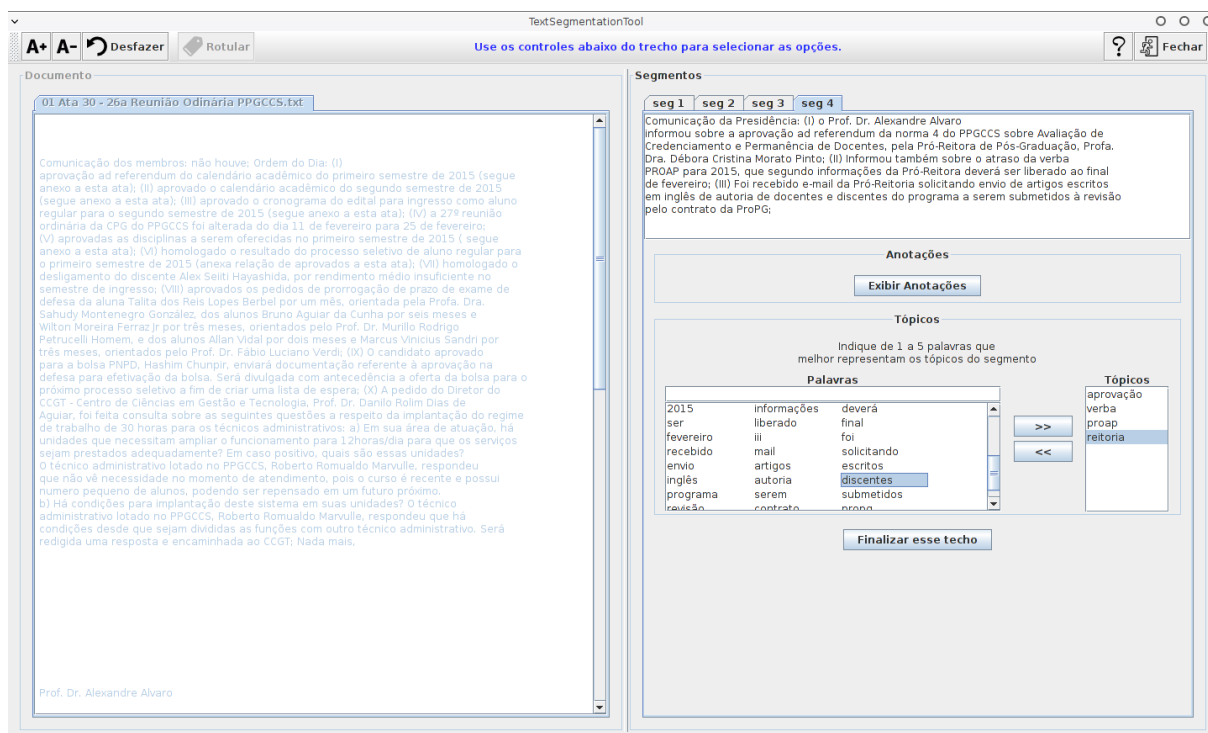 TextSegmentationTool
A+ A- Desfazer Rotular
Use os controles abaixo do trecho para selecionar as opções.
? Fechar
Documento
01 Ata 30 - 26a Reunião Odinária PPGCCS.txt
Comunicação dos membros: não houve; Ordem do Dia: (I)
aprovação ad referendum do calendário acadêmico do primeiro semestre de 2015 (segue
anexo a esta ata); (II) aprovado o calendário acadêmico do segundo semestre de 2015
(segue anexo a esta ata); (III) aprovado o cronograma do edital para ingresso como aluno
regular para o segundo semestre de 2015 (segue anexo a esta ata); (IV) a 27ª reunião
ordinária da CPG do PPGCCS foi alterada do dia 11 de fevereiro para 25 de fevereiro;
(V) aprovadas as disciplinas a serem oferecidas no primeiro semestre de 2015 ( segue
anexo a esta ata); (VI) homologado o resultado do processo seletivo de aluno regular para
o primeiro semestre de 2015 (anexa relação de aprovados a esta ata); (VII) homologado o
desligamento do discente Alex Seiiti Hayashida, por rendimento médio insuficiente no
semestre de ingresso; (VIII) aprovados os pedidos de prorrogação de prazo de exame de
defesa da aluna Talita dos Reis Lopes Berbel por um mês, orientada pela Profa. Dra.
Sahudy Montenegro González, dos alunos Bruno Aguiar da Cunha por seis meses e
Wilton Moreira Ferraz Jr por três meses, orientados pelo Prof. Dr. Murillo Rodrigo
Petrucelli Homem, e dos alunos Allan Vidal por dois meses e Marcus Vinicius Sandri por
três meses, orientados pelo Prof. Dr. Fábio Luciano Verdi; (IX) O candidato aprovado
para a bolsa PNPD, Hashim Chunpir, enviará documentação referente à aprovação na
defesa para efetivação da bolsa. Será divulgada com antecedência a oferta da bolsa para o
próximo processo seletivo a fim de criar uma lista de espera; (X) A pedido do Diretor do
CCGT - Centro de Ciências em Gestão e Tecnologia, Prof. Dr. Danilo Rolim Dias de
Aguiar, foi feita consulta sobre as seguintes questões a respeito da implantação do regime
de trabalho de 30 horas para os técnicos administrativos: a) Em sua área de atuação, há
unidades que necessitam ampliar o funcionamento para 12horas/dia para que os serviços
sejam prestados adequadamente? Em caso positivo, quais são essas unidades?
O técnico administrativo lotado no PPGCCS, Roberto Romualdo Marvulle, respondeu
que não vê necessidade no momento de atendimento, pois o curso é recente e possui
numero pequeno de alunos, podendo ser repensado em um futuro próximo.
b) Há condições para implantação deste sistema em suas unidades? O técnico
administrativo lotado no PPGCCS, Roberto Romualdo Marvulle, respondeu que há
condições desde que sejam divididas as funções com outro técnico administrativo. Será
redigida uma resposta e encaminhada ao CCGT; Nada mais,
Prof. Dr. Alexandre Alvaro
Segmentos
seg 1 seg 2 seg 3 seg 4
Comunicação da Presidência: (I) o Prof. Dr. Alexandre Alvaro
informou sobre a aprovação ad referendum da norma 4 do PPGCCS sobre Avaliação de
Credenciamento e Permanência de Docentes, pela Pró-Reitora de Pós-Graduação, Profa.
Dra. Débora Cristina Morato Pinto; (II) Informou também sobre o atraso da verba
PROAP para 2015, que segundo informações da Pró-Reitora deverá ser liberado ao final
de fevereiro; (III) Foi recebido e-mail da Pró-Reitoria solicitando envio de artigos escritos
em inglês de autoria de docentes e discentes do programa a serem submetidos à revisão
pelo contrato da ProPG;
Anotações
Exibir Anotações
Tópicos
Indique de 1 a 5 palavras que
melhor representam os tópicos do segmento
Palavras
2015 informações deverá
ser liberado final
fevereiro iii foi
recebido mail solicitando
envio artigos escritos
inglês autoria discentes
programa serem submetidos
revisão contrato propg
>>
<<
Tópicos
aprovação
verba
proap
reitoria
Finalizar esse techo